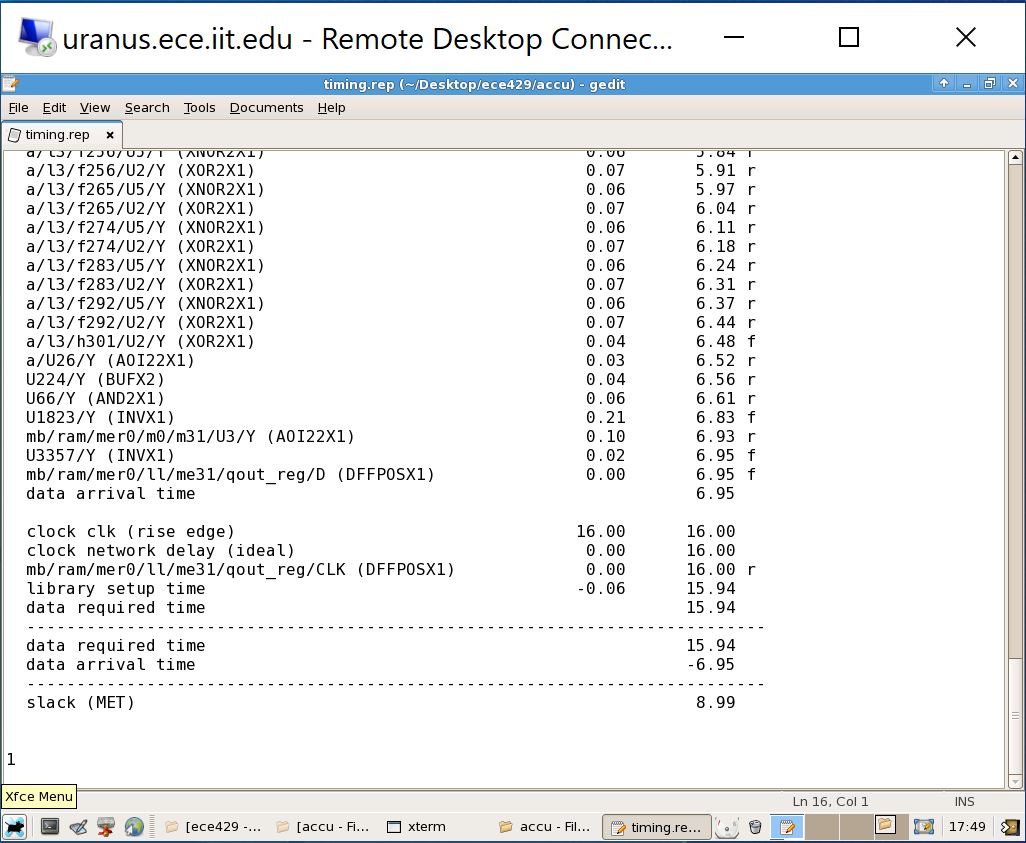 uranus.ece.iit.edu - Remote Desktop Connec...
timing.rep (~/Desktop/ece429/accu) - gedit
File Edit View Search Tools Documents Help
timing.rep
a/l3/f256/U5/Y (XNOR2X1) 0.06 5.84 r
a/l3/f256/U2/Y (XOR2X1) 0.07 5.91 r
a/l3/f265/U5/Y (XNOR2X1) 0.06 5.97 r
a/l3/f265/U2/Y (XOR2X1) 0.07 6.04 r
a/l3/f274/U5/Y (XNOR2X1) 0.06 6.11 r
a/l3/f274/U2/Y (XOR2X1) 0.07 6.18 r
a/l3/f283/U5/Y (XNOR2X1) 0.06 6.24 r
a/l3/f283/U2/Y (XOR2X1) 0.07 6.31 r
a/l3/f292/U5/Y (XNOR2X1) 0.06 6.37 r
a/l3/f292/U2/Y (XOR2X1) 0.07 6.44 r
a/l3/h301/U2/Y (XOR2X1) 0.04 6.48 f
a/U26/Y (AOI22X1) 0.03 6.52 r
U224/Y (BUFX2) 0.04 6.56 r
U66/Y (AND2X1) 0.06 6.61 r
U1823/Y (INVX1) 0.21 6.83 f
mb/ram/mer0/m0/m31/U3/Y (AOI22X1) 0.10 6.93 r
U3357/Y (INVX1) 0.02 6.95 f
mb/ram/mer0/ll/me31/qout_reg/D (DFFPOSX1) 0.00 6.95 f
data arrival time 6.95
clock clk (rise edge) 16.00 16.00
clock network delay (ideal) 0.00 16.00
mb/ram/mer0/ll/me31/qout_reg/CLK (DFFPOSX1) 0.00 16.00 r
library setup time -0.06 15.94
data required time 15.94
--------------------------------------------------------------------------
data required time 15.94
data arrival time -6.95
--------------------------------------------------------------------------
slack (MET) 8.99
1
Xfce Menu
Ln 16, Col 1 INS
[ece429 -... [accu - Fi... xterm accu - Fil... timing.re... 17:49